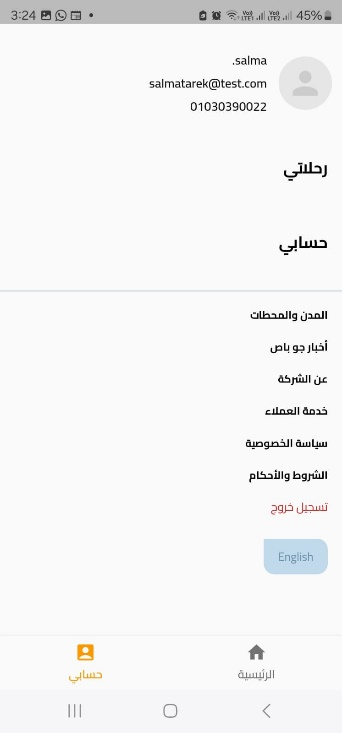 3:24
45%
.salma
salmatarek@test.com
01030390022
رحلاتي
حسابي
المدن والمحطات
أخبار جو باص
عن الشركة
خدمة العملاء
سياسة الخصوصية
الشروط والأحكام
تسجيل خروج
English
الرئيسية
حسابي